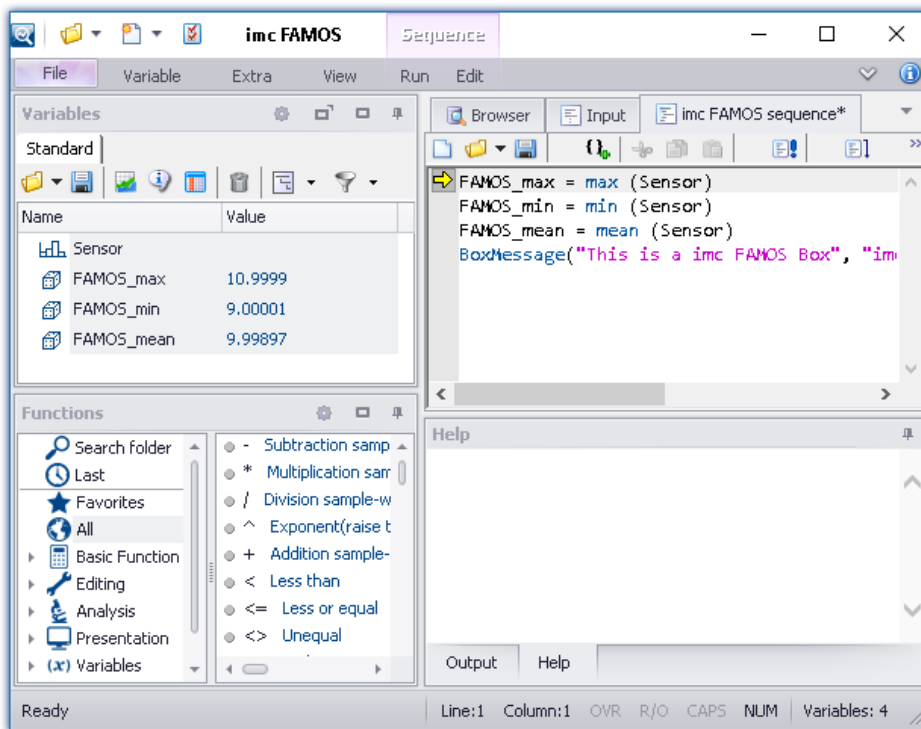 imc FAMOS
Sequence
File Variable Extra View Run Edit
Variables
Standard
Name Value
Sensor
FAMOS_max 10.9999
FAMOS_min 9.00001
FAMOS_mean 9.99897
Functions
Search folder
Last
Favorites
All
Basic Function
Editing
Analysis
Presentation
(x) Variables
- Subtraction samp
* Multiplication sam
/ Division sample-w
^ Exponent(raise t
+ Addition sample-
< Less than
<= Less or equal
<> Unequal
Browser Input imc FAMOS sequence*
FAMOS_max = max (Sensor)
FAMOS_min = min (Sensor)
FAMOS_mean = mean (Sensor)
BoxMessage("This is a imc FAMOS Box", "im
Help
Output Help
Ready Line:1 Column:1 OVR R/O CAPS NUM Variables: 4